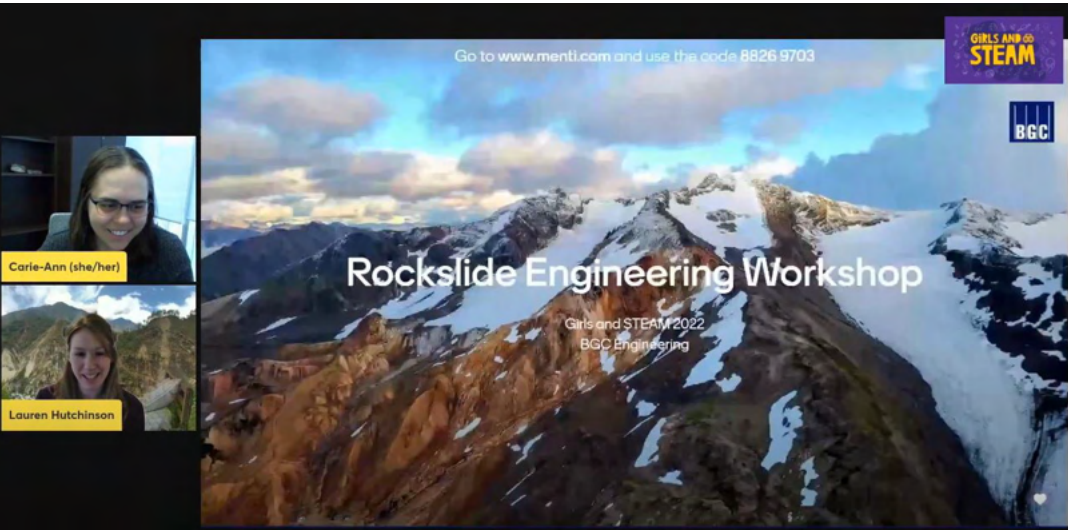 Go to www.menti.com and use the code 8826 9703
GIRLS AND
STEAM
BGC
Carie-Ann (she/her)
Rockslide Engineering Workshop
Girls and STEAM 2022
BGC Engineering
Lauren Hutchinson